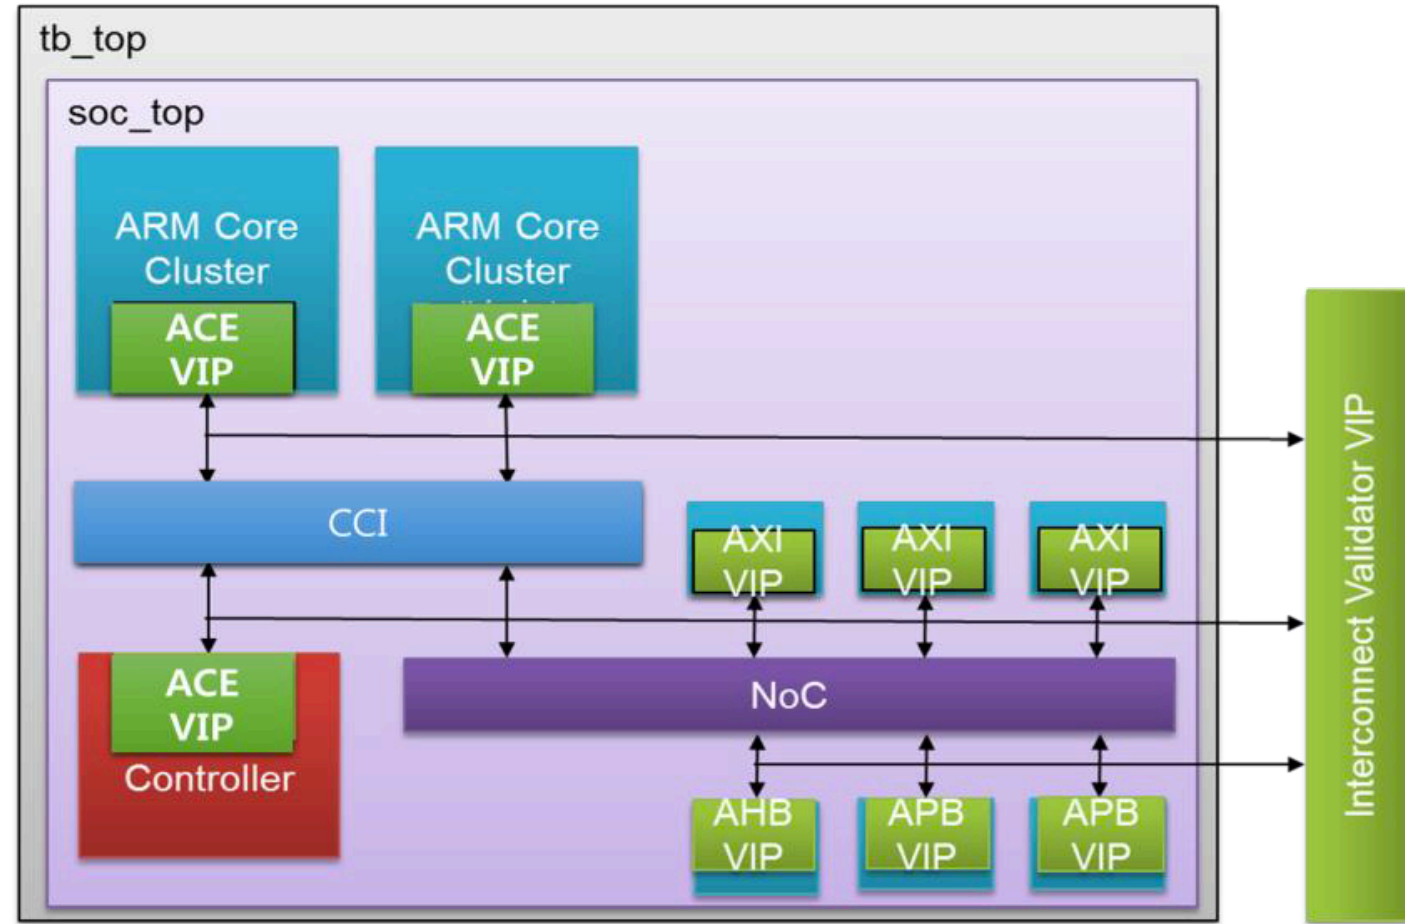 tb_top
soc_top
ARM Core
Cluster
ACE
VIP
ARM Core
Cluster
ACE
VIP
CCI
AXI
VIP
AXI
VIP
AXI
VIP
ACE
VIP
Controller
NoC
AHB
VIP
APB
VIP
APB
VIP
Interconnect Validator VIP